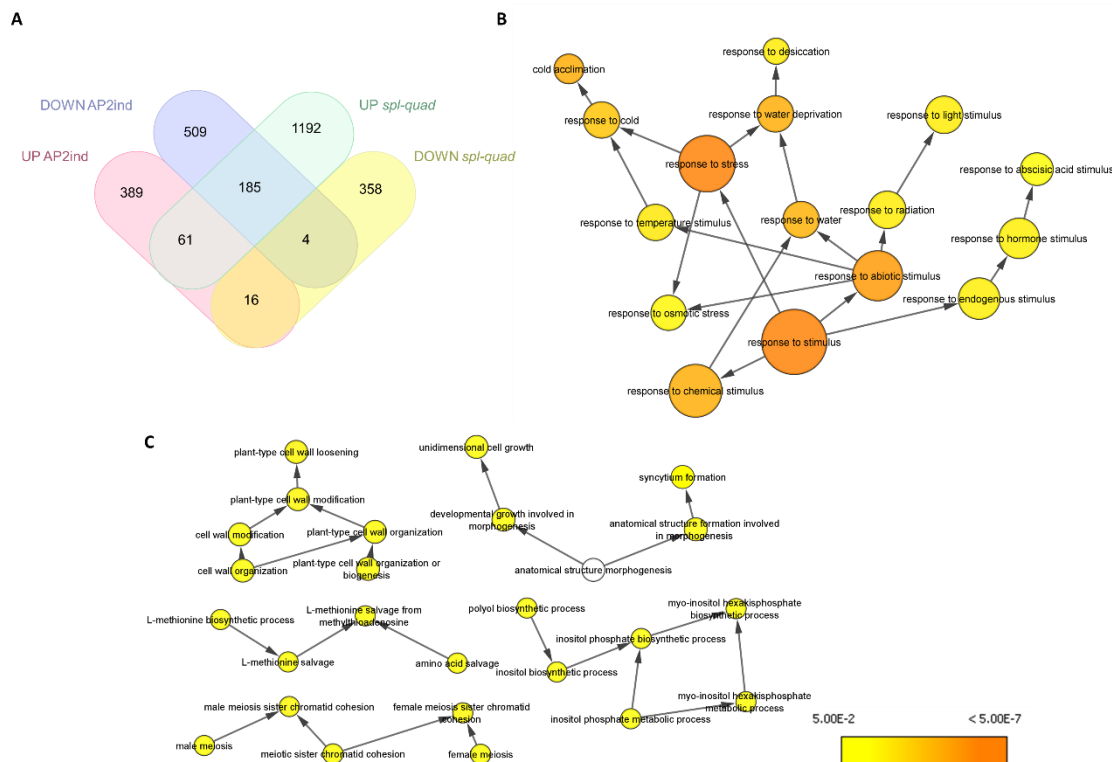 A
B
DOWN AP2ind
UP spl-quad
UP AP2ind
DOWN spl-quad
509
1192
389
185
358
61
4
16
response to desiccation
cold acclimation
response to cold
response to water deprivation
response to light stimulus
response to stress
response to abscisic acid stimulus
response to temperature stimulus
response to water
response to radiation
response to hormone stimulus
response to abiotic stimulus
response to endogenous stimulus
response to osmotic stress
response to stimulus
response to chemical stimulus
C
plant-type cell wall loosening
unidimensional cell growth
syncytium formation
plant-type cell wall modification
developmental growth involved in
morphogenesis
anatomical structure formation involved
in morphogenesis
cell wall modification
plant-type cell wall organization
cell wall organization
plant-type cell wall organization or
biogenesis
anatomical structure morphogenesis
L-methionine biosynthetic process
L-methionine salvage from
methylthioadenosine
polyol biosynthetic process
myo-inositol hexakisphosphate
biosynthetic process
inositol phosphate biosynthetic process
L-methionine salvage
amino acid salvage
inositol biosynthetic process
myo-inositol hexakisphosphate
metabolic process
male meiosis sister chromatid cohesion
female meiosis sister chromatid
cohesion
inositol phosphate metabolic process
male meiosis
meiotic sister chromatid cohesion
female meiosis
5.00E-2
< 5.00E-7